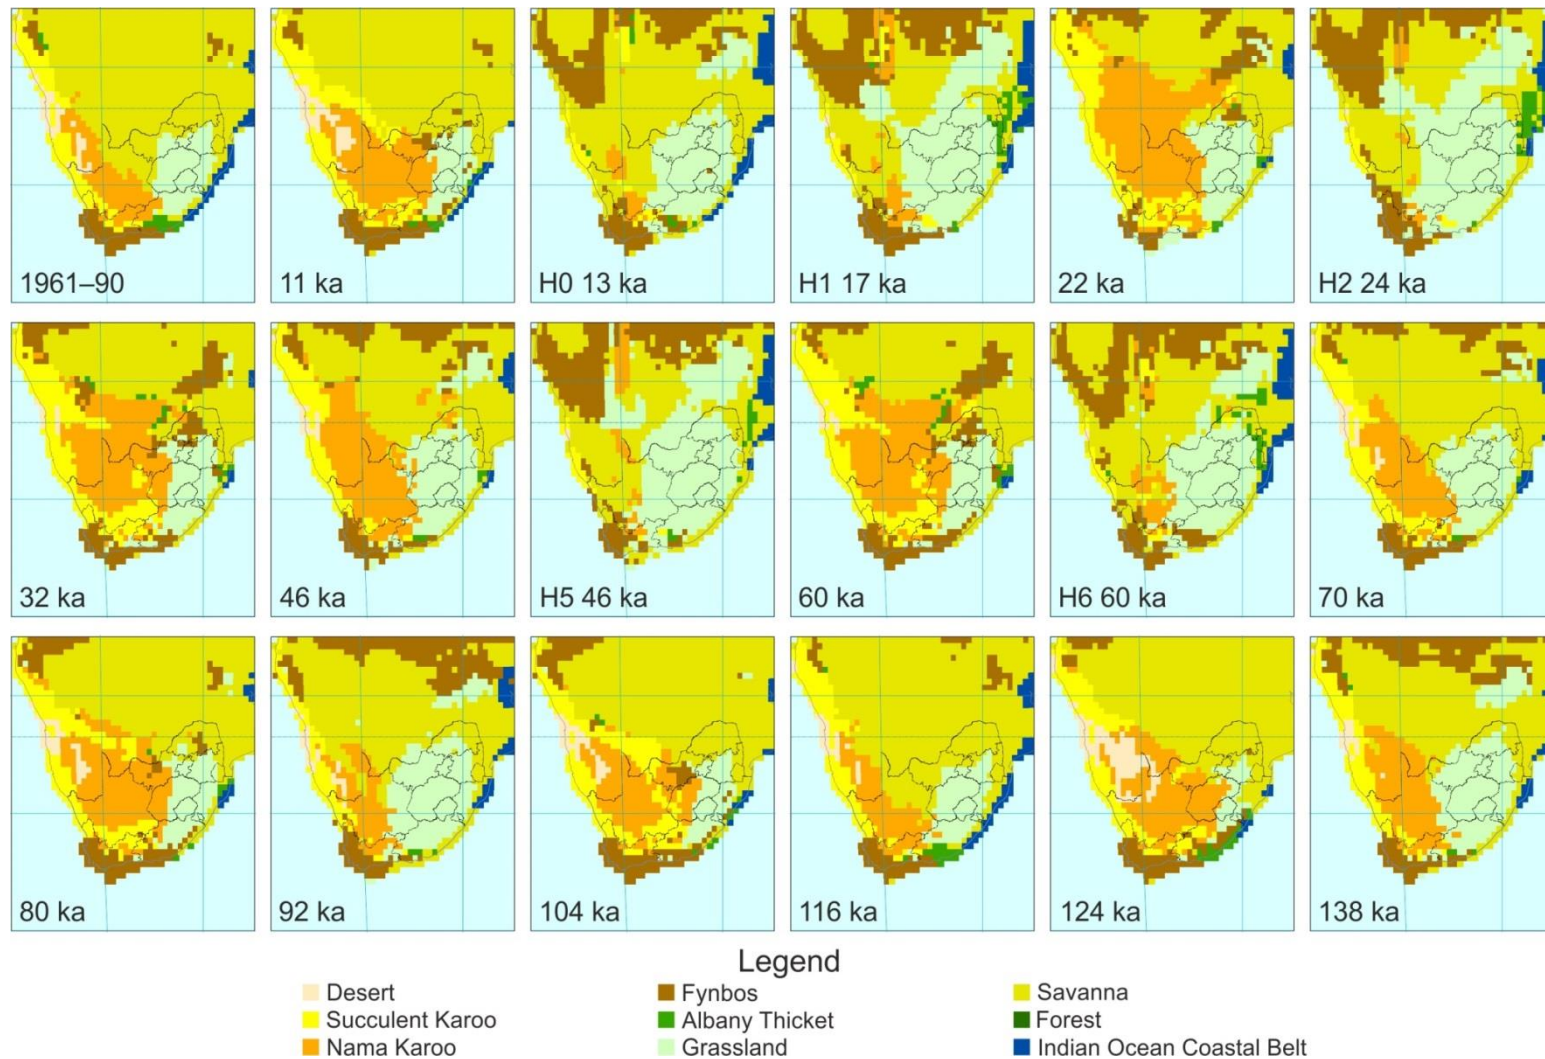 1961–90
11 ka
H0 13 ka
H1 17 ka
22 ka
H2 24 ka
32 ka
46 ka
H5 46 ka
60 ka
H6 60 ka
70 ka
80 ka
92 ka
104 ka
116 ka
124 ka
138 ka
Legend
Desert
Fynbos
Savanna
Succulent Karoo
Albany Thicket
Forest
Nama Karoo
Grassland
Indian Ocean Coastal Belt